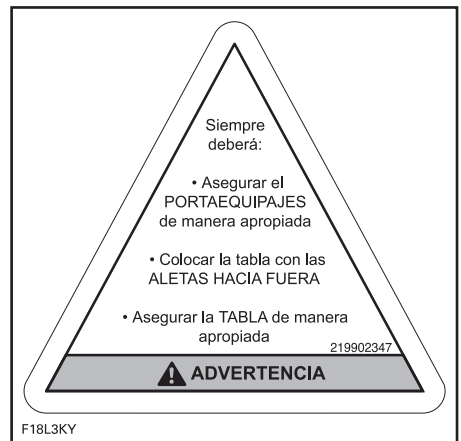 Siempre
deberá:
• Asegurar el
PORTAEQUIPAJES
de manera apropiada
• Colocar la tabla con las
ALETAS HACIA FUERA
• Asegurar la TABLA de manera
apropiada
219902347
ADVERTENCIA
F18L3KY